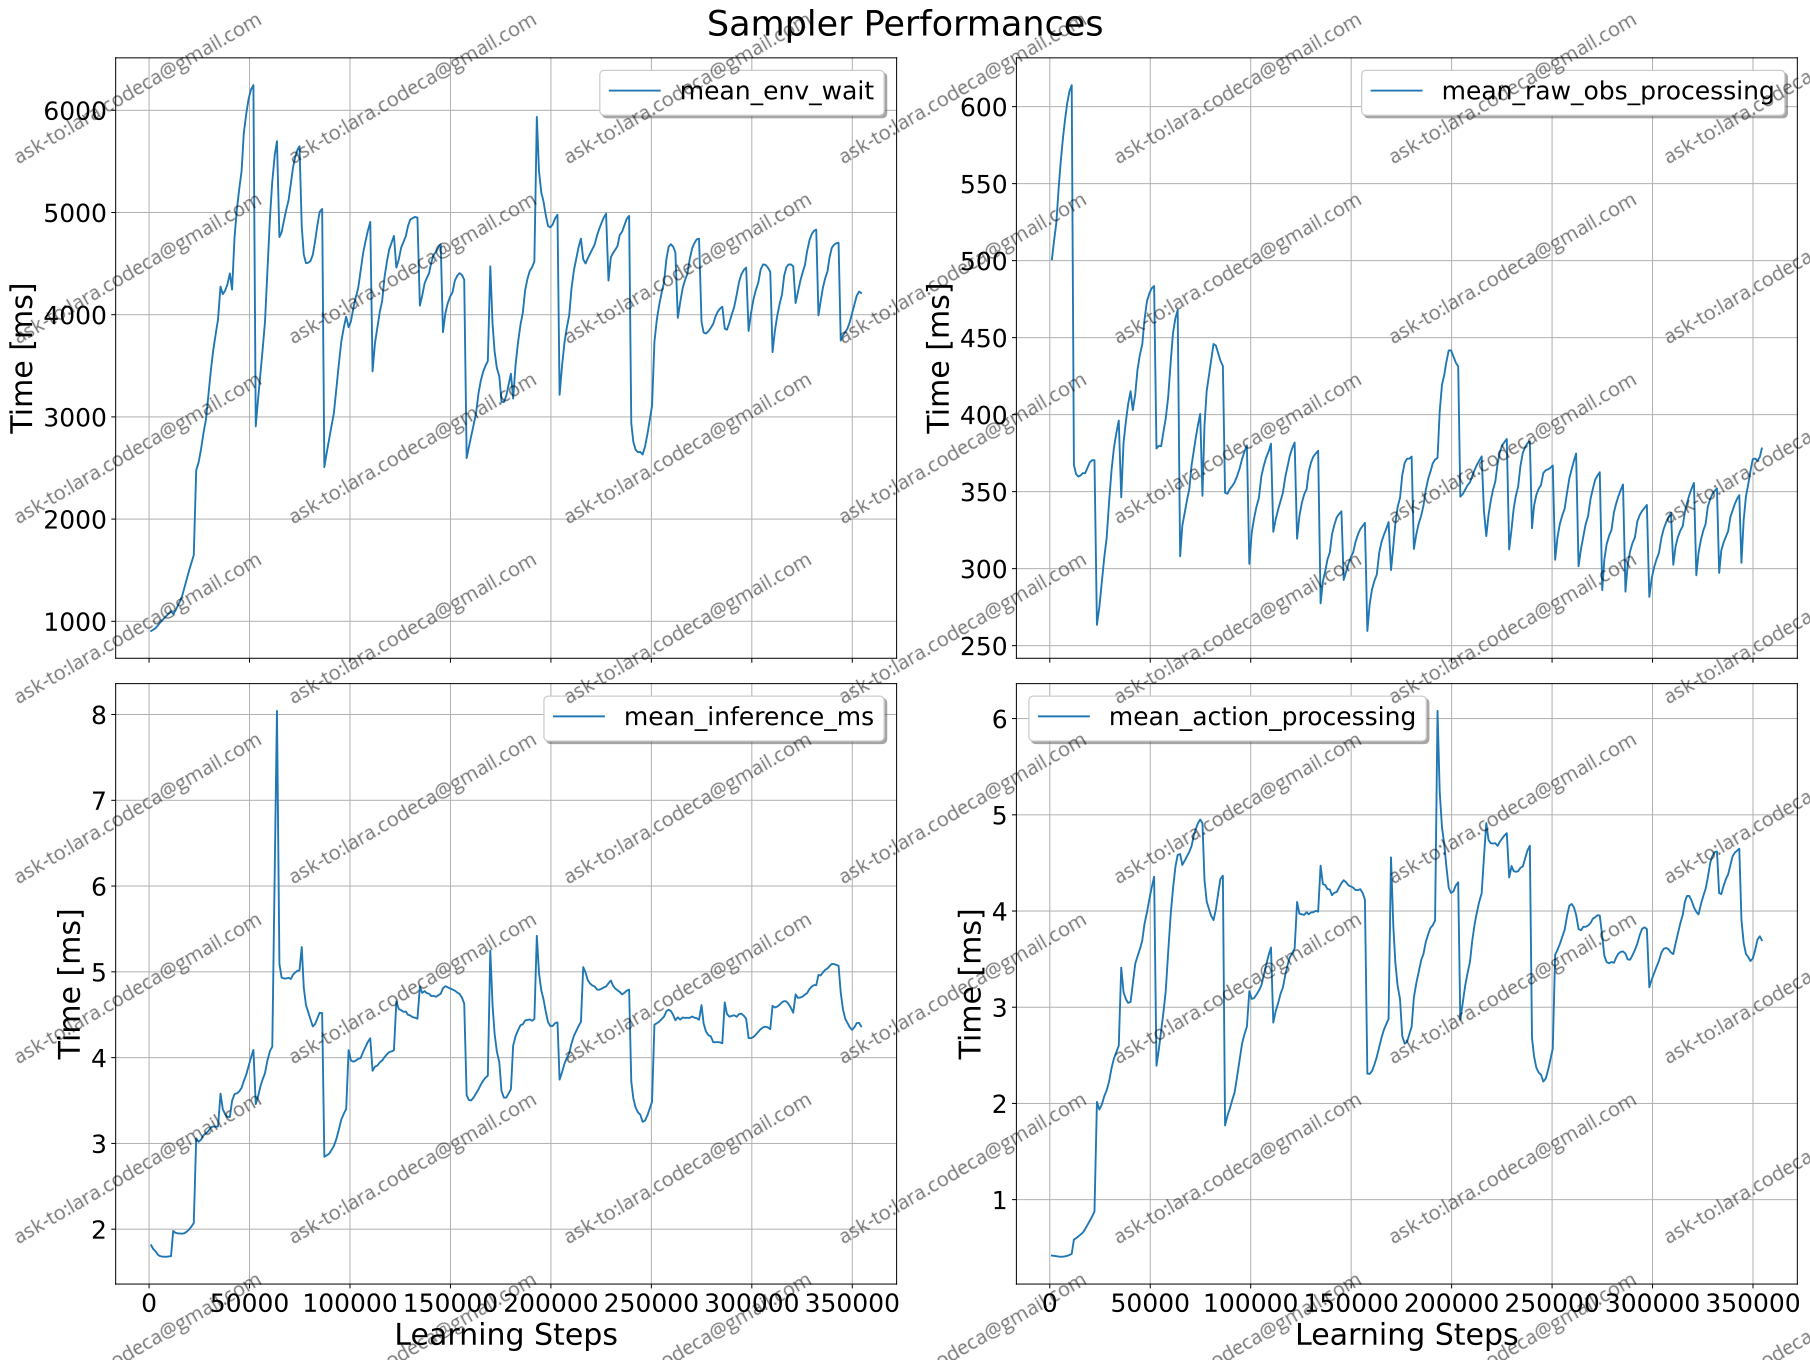 Sampler Performances
mean_env_wait
Time [ms]
6000
5000
4000
3000
2000
1000
mean_raw_obs_processing
Time [ms]
600
550
500
450
400
350
300
250
mean_inference_ms
Time [ms]
8
7
6
5
4
3
2
0 50000 100000 150000 200000 250000 300000 350000
Learning Steps
mean_action_processing
Time [ms]
6
5
4
3
2
1
0 50000 100000 150000 200000 250000 300000 350000
Learning Steps
ask-to:lara.codeca@gmail.com